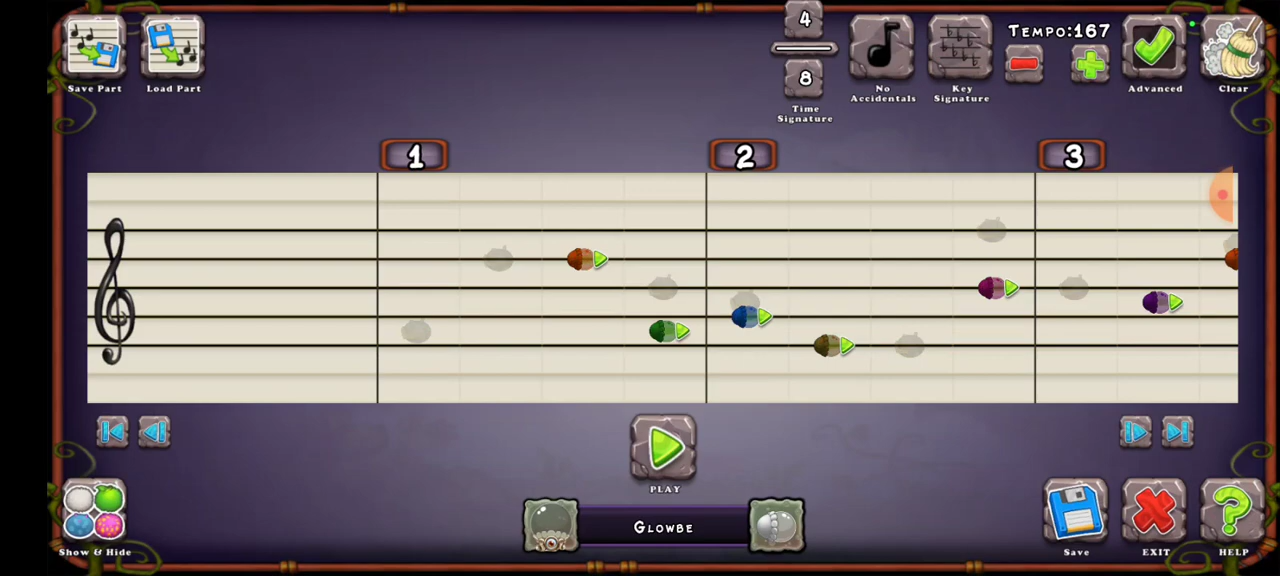 4
8
Time
Signature
No
Accidentals
Key
Signature
Tempo:167
Advanced
Clear
Save Part
Load Part
1
2
3
PLAY
Glowbe
Show & Hide
Save
EXIT
HELP